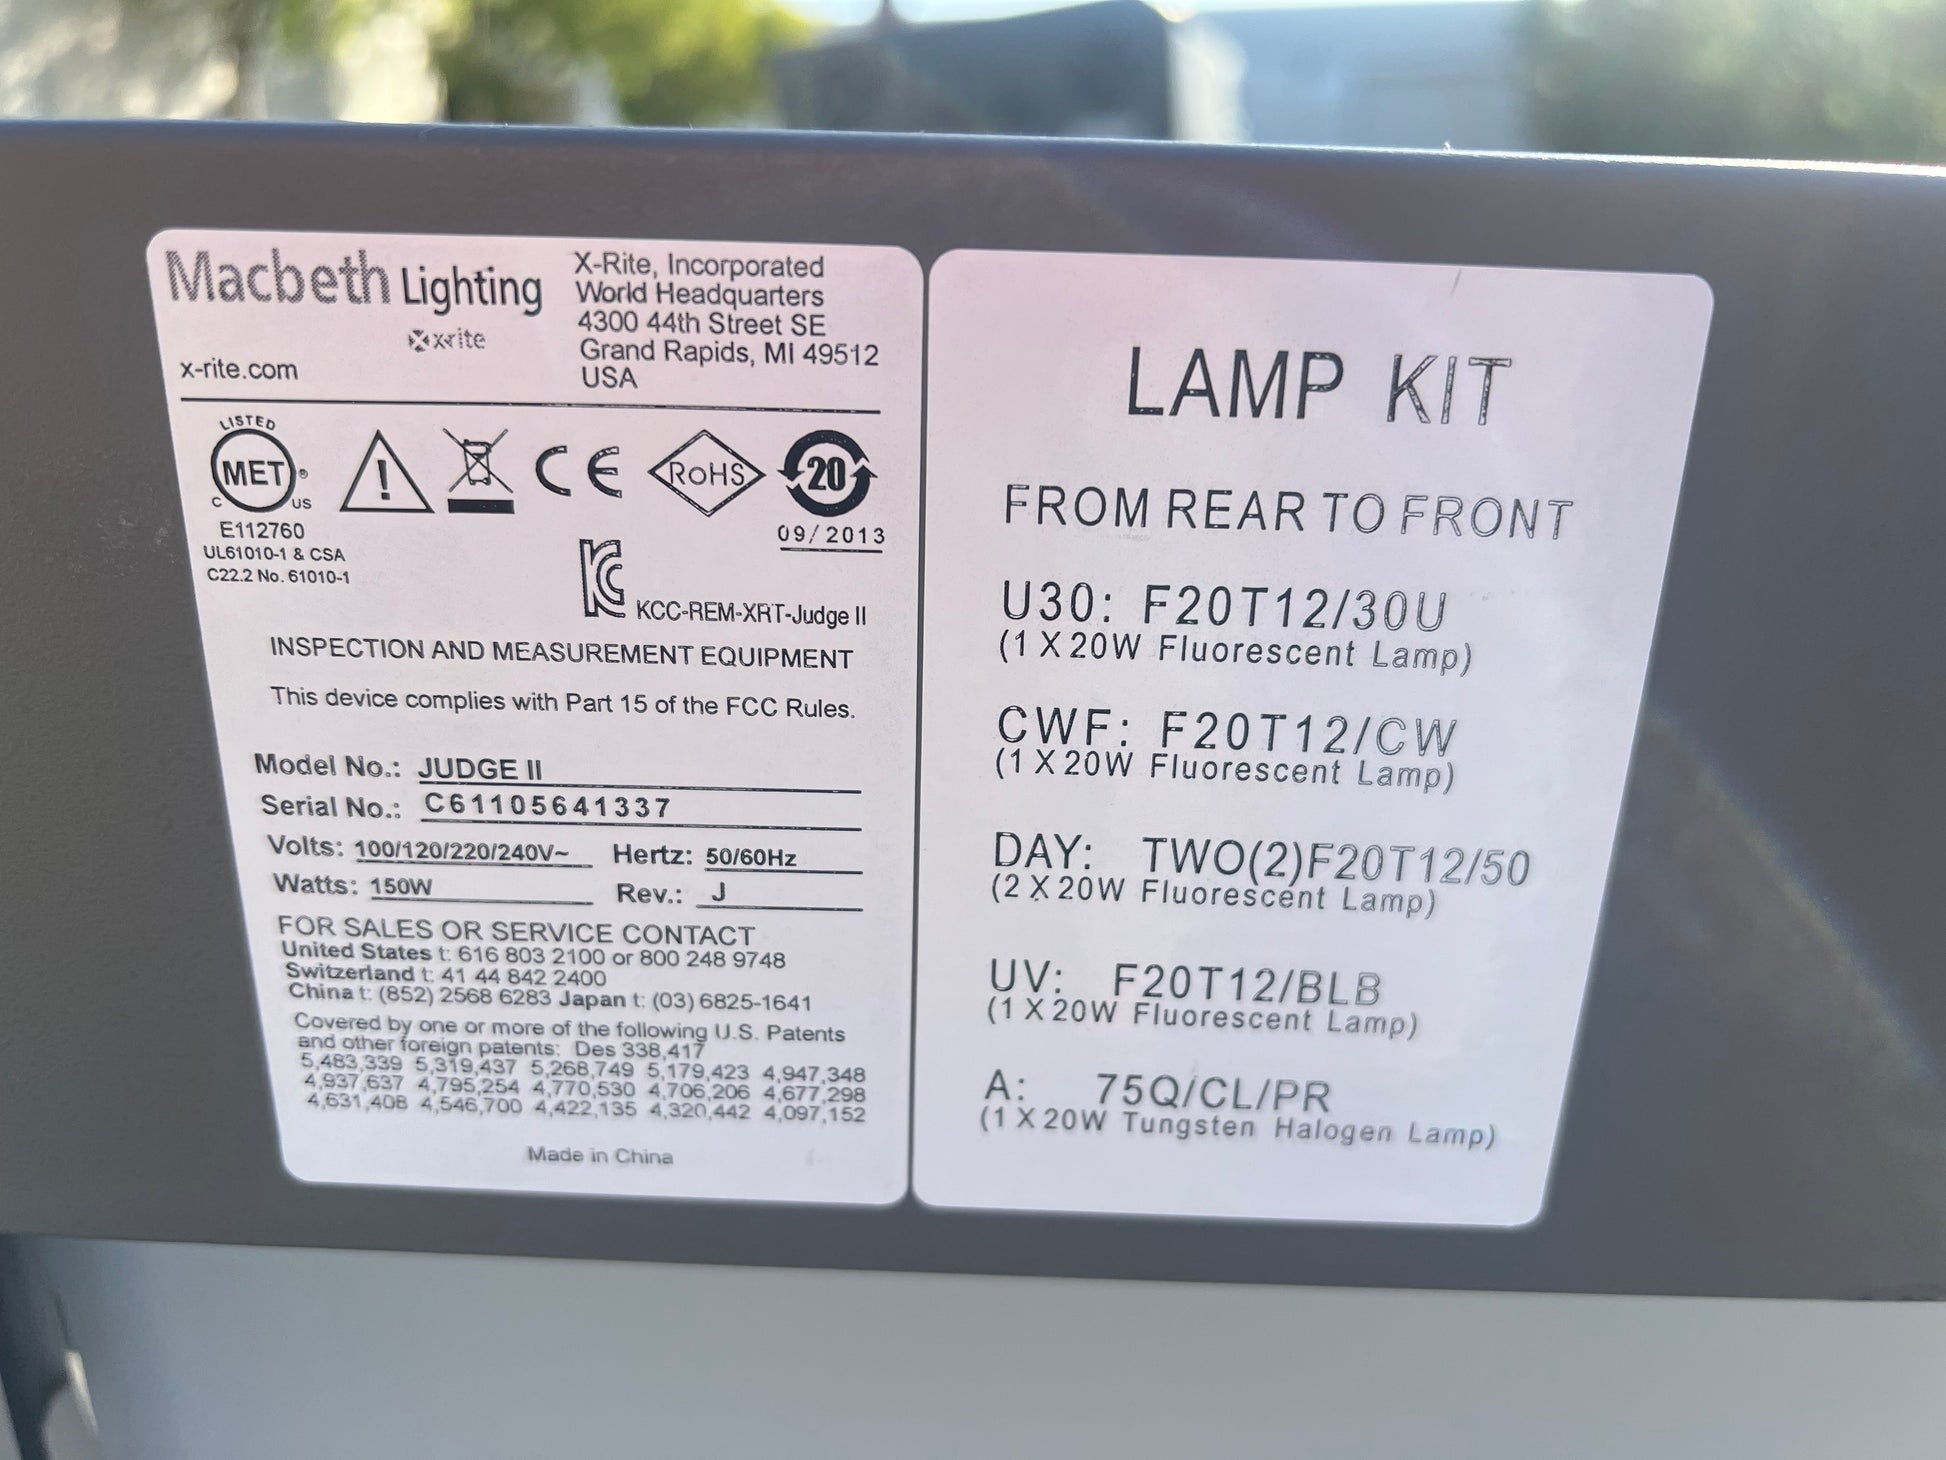 Macbeth Lighting
x-rite
x-rite.com
X-Rite, Incorporated
World Headquarters
4300 44th Street SE
Grand Rapids, MI 49512
USA
LISTED
MET®
C US
E112760
UL61010-1 & CSA
C22.2 No. 61010-1
CE
RoHS
20
09/2013
KCC-REM-XRT-Judge II
INSPECTION AND MEASUREMENT EQUIPMENT
This device complies with Part 15 of the FCC Rules.
Model No.: JUDGE II
Serial No.: C61105641337
Volts: 100/120/220/240V~ Hertz: 50/60Hz
Watts: 150W Rev.: J
FOR SALES OR SERVICE CONTACT
United States t: 616 803 2100 or 800 248 9748
Switzerland t: 41 44 842 2400
China t: (852) 2568 6283 Japan t: (03) 6825-1641
Covered by one or more of the following U.S. Patents
and other foreign patents: Des 338,417
5,483,339 5,319,437 5,268,749 5,179,423 4,947,348
4,937,637 4,795,254 4,770,530 4,706,206 4,677,298
4,631,408 4,546,700 4,422,135 4,320,442 4,097,152
Made in China
LAMP KIT
FROM REAR TO FRONT
U30: F20T12/30U
(1 X 20W Fluorescent Lamp)
CWF: F20T12/CW
(1 X 20W Fluorescent Lamp)
DAY: TWO(2)F20T12/50
(2 X 20W Fluorescent Lamp)
UV: F20T12/BLB
(1 X 20W Fluorescent Lamp)
A: 75Q/CL/PR
(1 X 20W Tungsten Halogen Lamp)